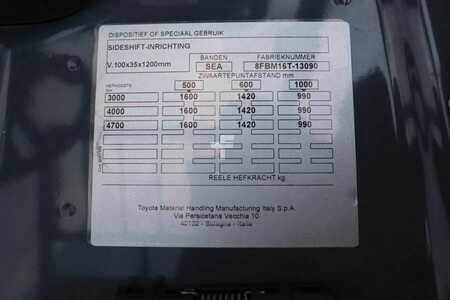 DISPOSITIEF OF SPECIAAL GEBRUIK
SIDESHIFT-INRICHTING
BANDEN FABRIEKNUMMER
V.100x35x1200mm SEA 8FBM16T-13090
ZWAARTEPUNTAFSTAND mm
HEFHOOGTE 500 600 1000
3000 1600 1420 990
4000 1600 1420 990
4700 1600 1420 990
REELE HEFKRACHT kg
Toyota Material Handling Manufacturing Italy S.p.A.
Via Persicetana Vecchia 10
40132 - Bologna - Italia